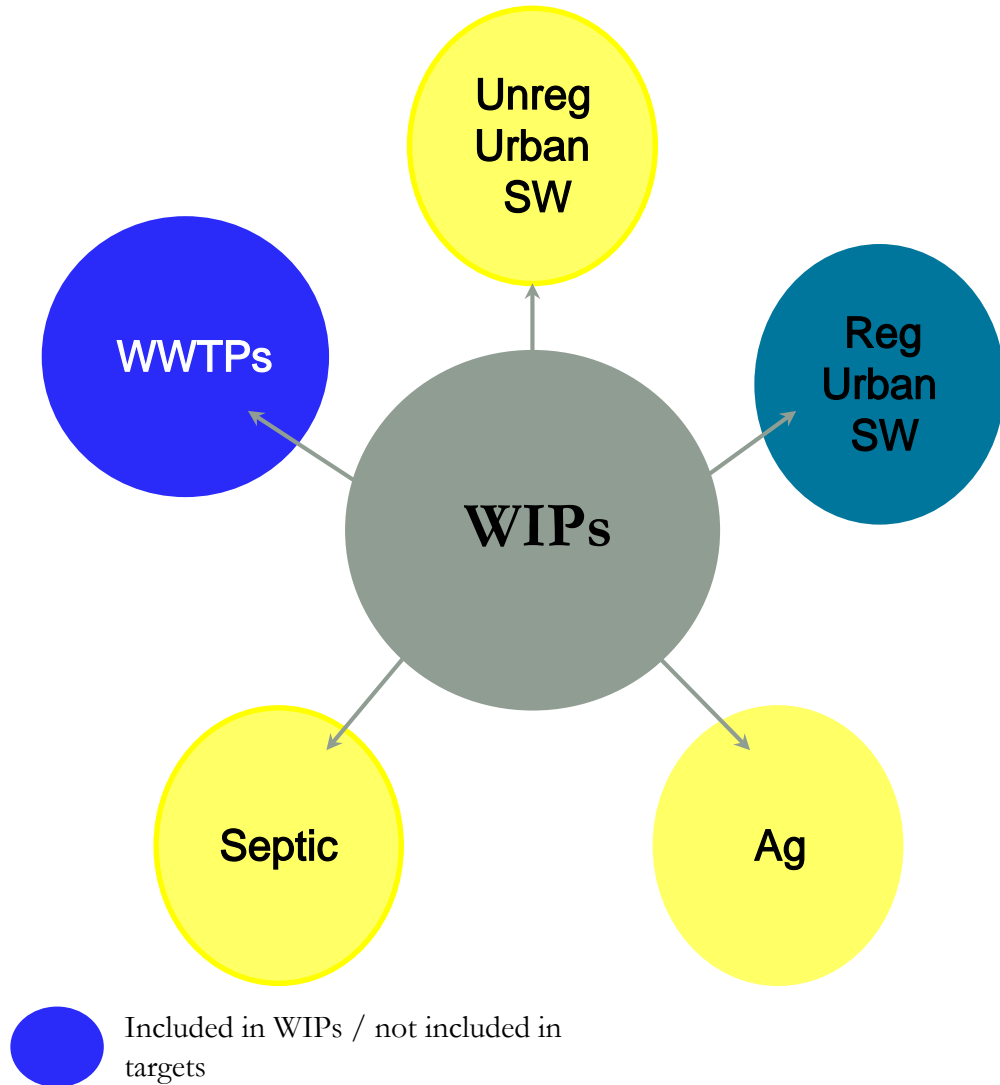 Unreg
Urban
SW
WWTPs
Reg
Urban
SW
WIPs
Septic
Ag
Included in WIPs / not included in
targets